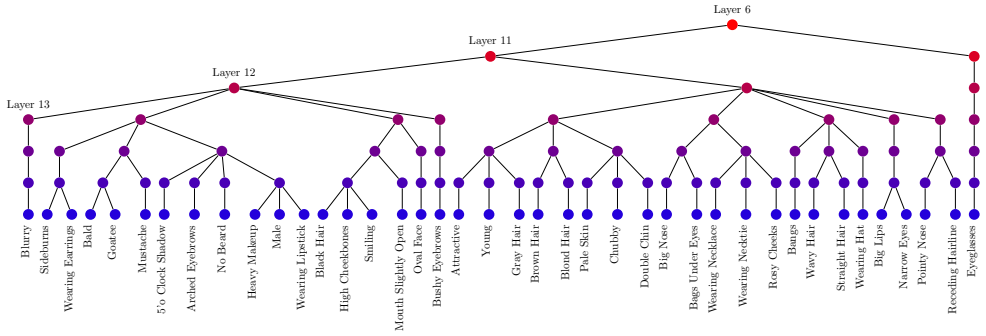 Layer 6
Layer 11
Layer 12
Layer 13
Blurry
Sideburns
Wearing Earrings
Bald
Goatee
Mustache
5'o Clock Shadow
Arched Eyebrows
No Beard
Heavy Makeup
Male
Wearing Lipstick
Black Hair
High Cheekbones
Smiling
Mouth Slightly Open
Oval Face
Bushy Eyebrows
Attractive
Young
Gray Hair
Brown Hair
Blond Hair
Pale Skin
Chubby
Double Chin
Big Nose
Bags Under Eyes
Wearing Necklace
Wearing Necktie
Rosy Cheeks
Bangs
Wavy Hair
Straight Hair
Wearing Hat
Big Lips
Narrow Eyes
Pointy Nose
Receding Hairline
Eyeglasses